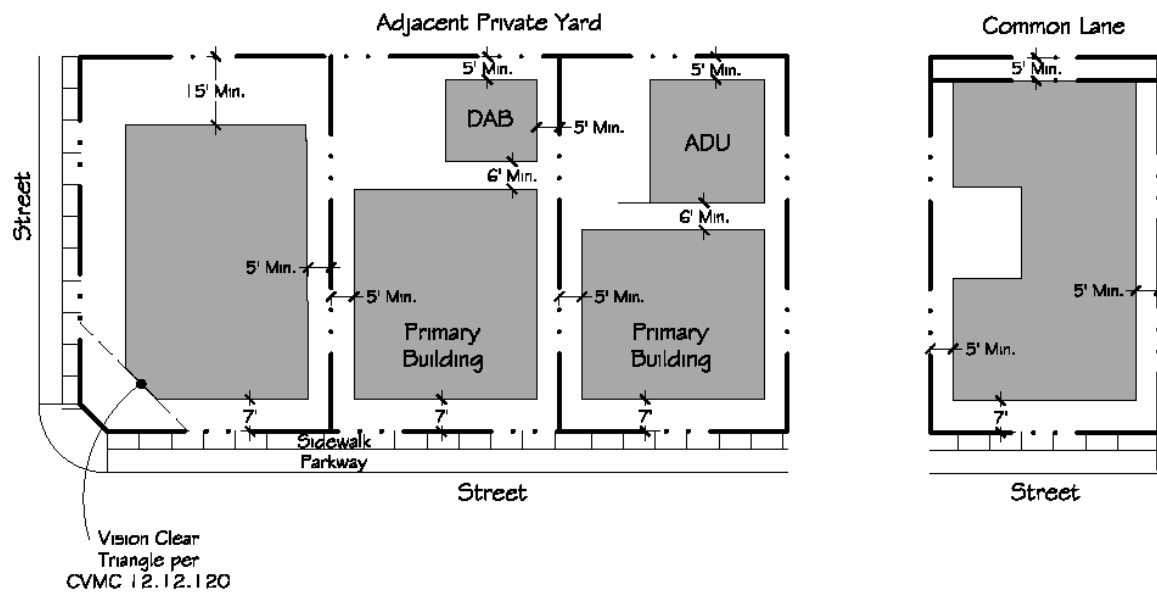 Adjacent Private Yard
Common Lane
5' Min.
5' Min.
5' Min.
15' Min.
DAB
5' Min.
ADU
6' Min.
6' Min.
Street
5' Min.
5' Min.
5' Min.
5' Min.
Primary
Building
Primary
Building
5' Min.
7'
7'
7'
7'
Sidewalk
Parkway
Street
Street
Vision Clear
Triangle per
CVMC 12.12.120